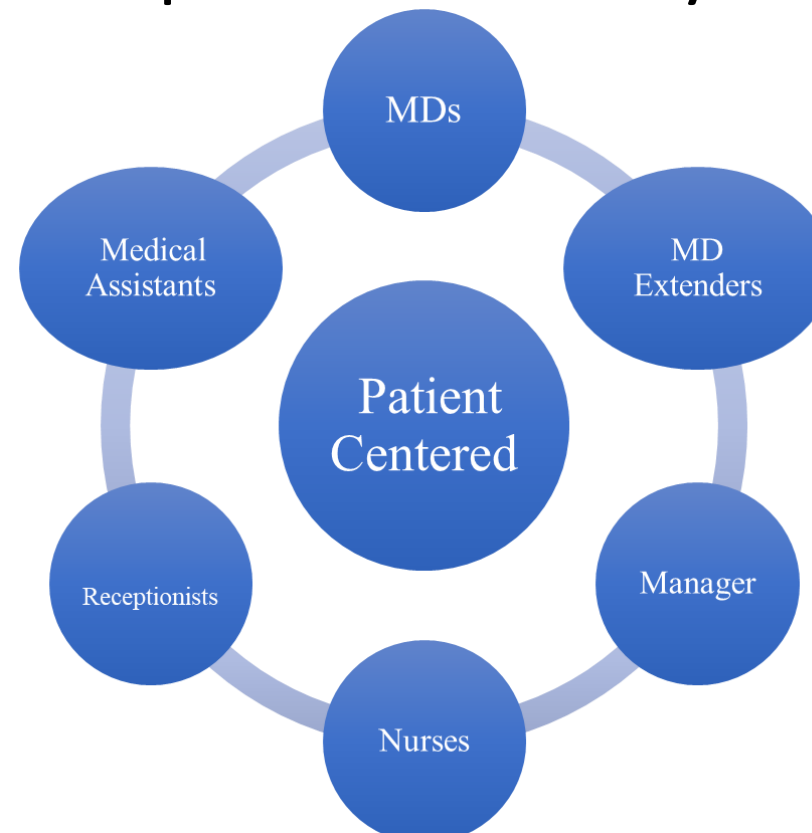 MDs
MD
Extenders
Medical
Assistants
Patient
Centered
Manager
Receptionists
Nurses